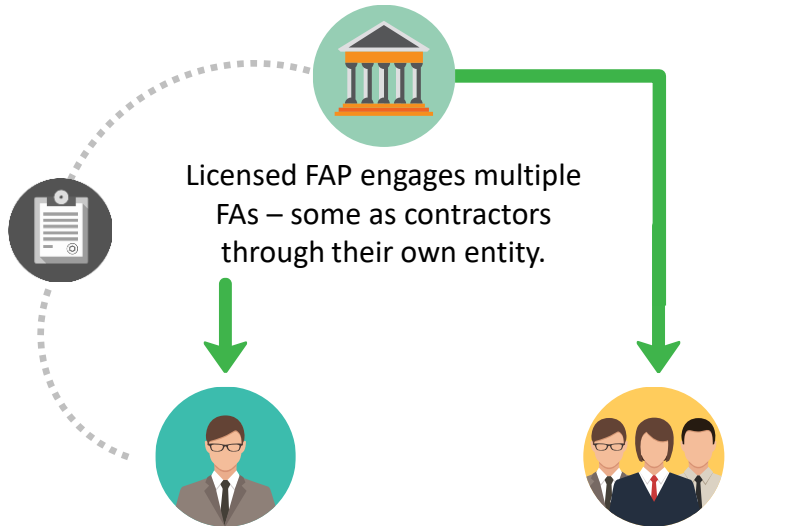 Licensed FAP engages multiple
FAs – some as contractors
through their own entity.